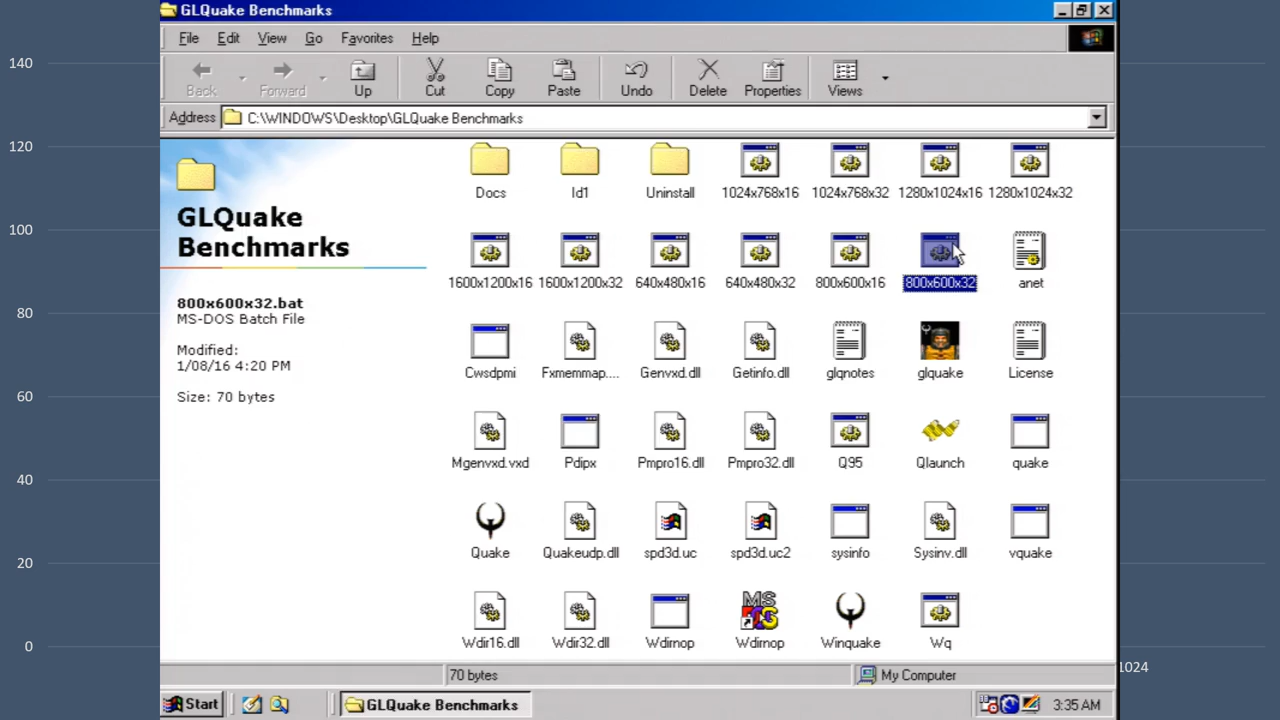 GLQuake Benchmarks
File Edit View Go Favorites Help
Back Forward Up Cut Copy Paste Undo Delete Properties Views
Address C:\WINDOWS\Desktop\GLQuake Benchmarks
GLQuake
Benchmarks
800x600x32.bat
MS-DOS Batch File
Modified:
1/08/16 4:20 PM
Size: 70 bytes
Docs Id1 Uninstall 1024x768x16 1024x768x32 1280x1024x16 1280x1024x32
1600x1200x16 1600x1200x32 640x480x16 640x480x32 800x600x16 800x600x32 anet
Cwsdpmi Fxmemmap.... Genvxd.dll Getinfo.dll glqnotes glquake License
Mgenvxd.vxd Pdipx Pmpro16.dll Pmpro32.dll Q95 Qlaunch quake
Quake Quakeudp.dll spd3d.uc spd3d.uc2 sysinfo Sysinv.dll vquake
MS
Wdir16.dll Wdir32.dll Wdirnop Wdirnop Winquake Wq
70 bytes My Computer
Start GLQuake Benchmarks 3:35 AM
140
120
100
80
60
40
20
0
1024